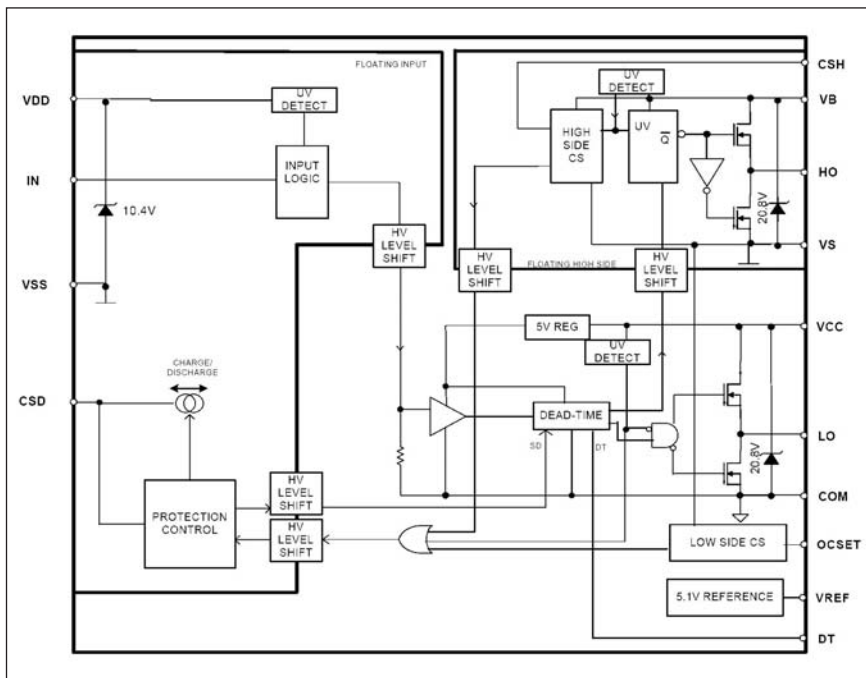 FLOATING INPUT
CSH
UV
DETECT
VDD
UV
DETECT
VB
HIGH
SIDE
CS
UV
Q
INPUT
LOGIC
IN
HO
10.4V
20.8V
HV
LEVEL
SHIFT
VS
HV
LEVEL
SHIFT
FLOATING HIGH SIDE
HV
LEVEL
SHIFT
VSS
5V REG
VCC
UV
DETECT
CHARGE/
DISCHARGE
CSD
DEAD-TIME
SD
DT
LO
20.8V
HV
LEVEL
SHIFT
COM
PROTECTION
CONTROL
HV
LEVEL
SHIFT
LOW SIDE CS
OCSET
5.1V REFERENCE
VREF
DT